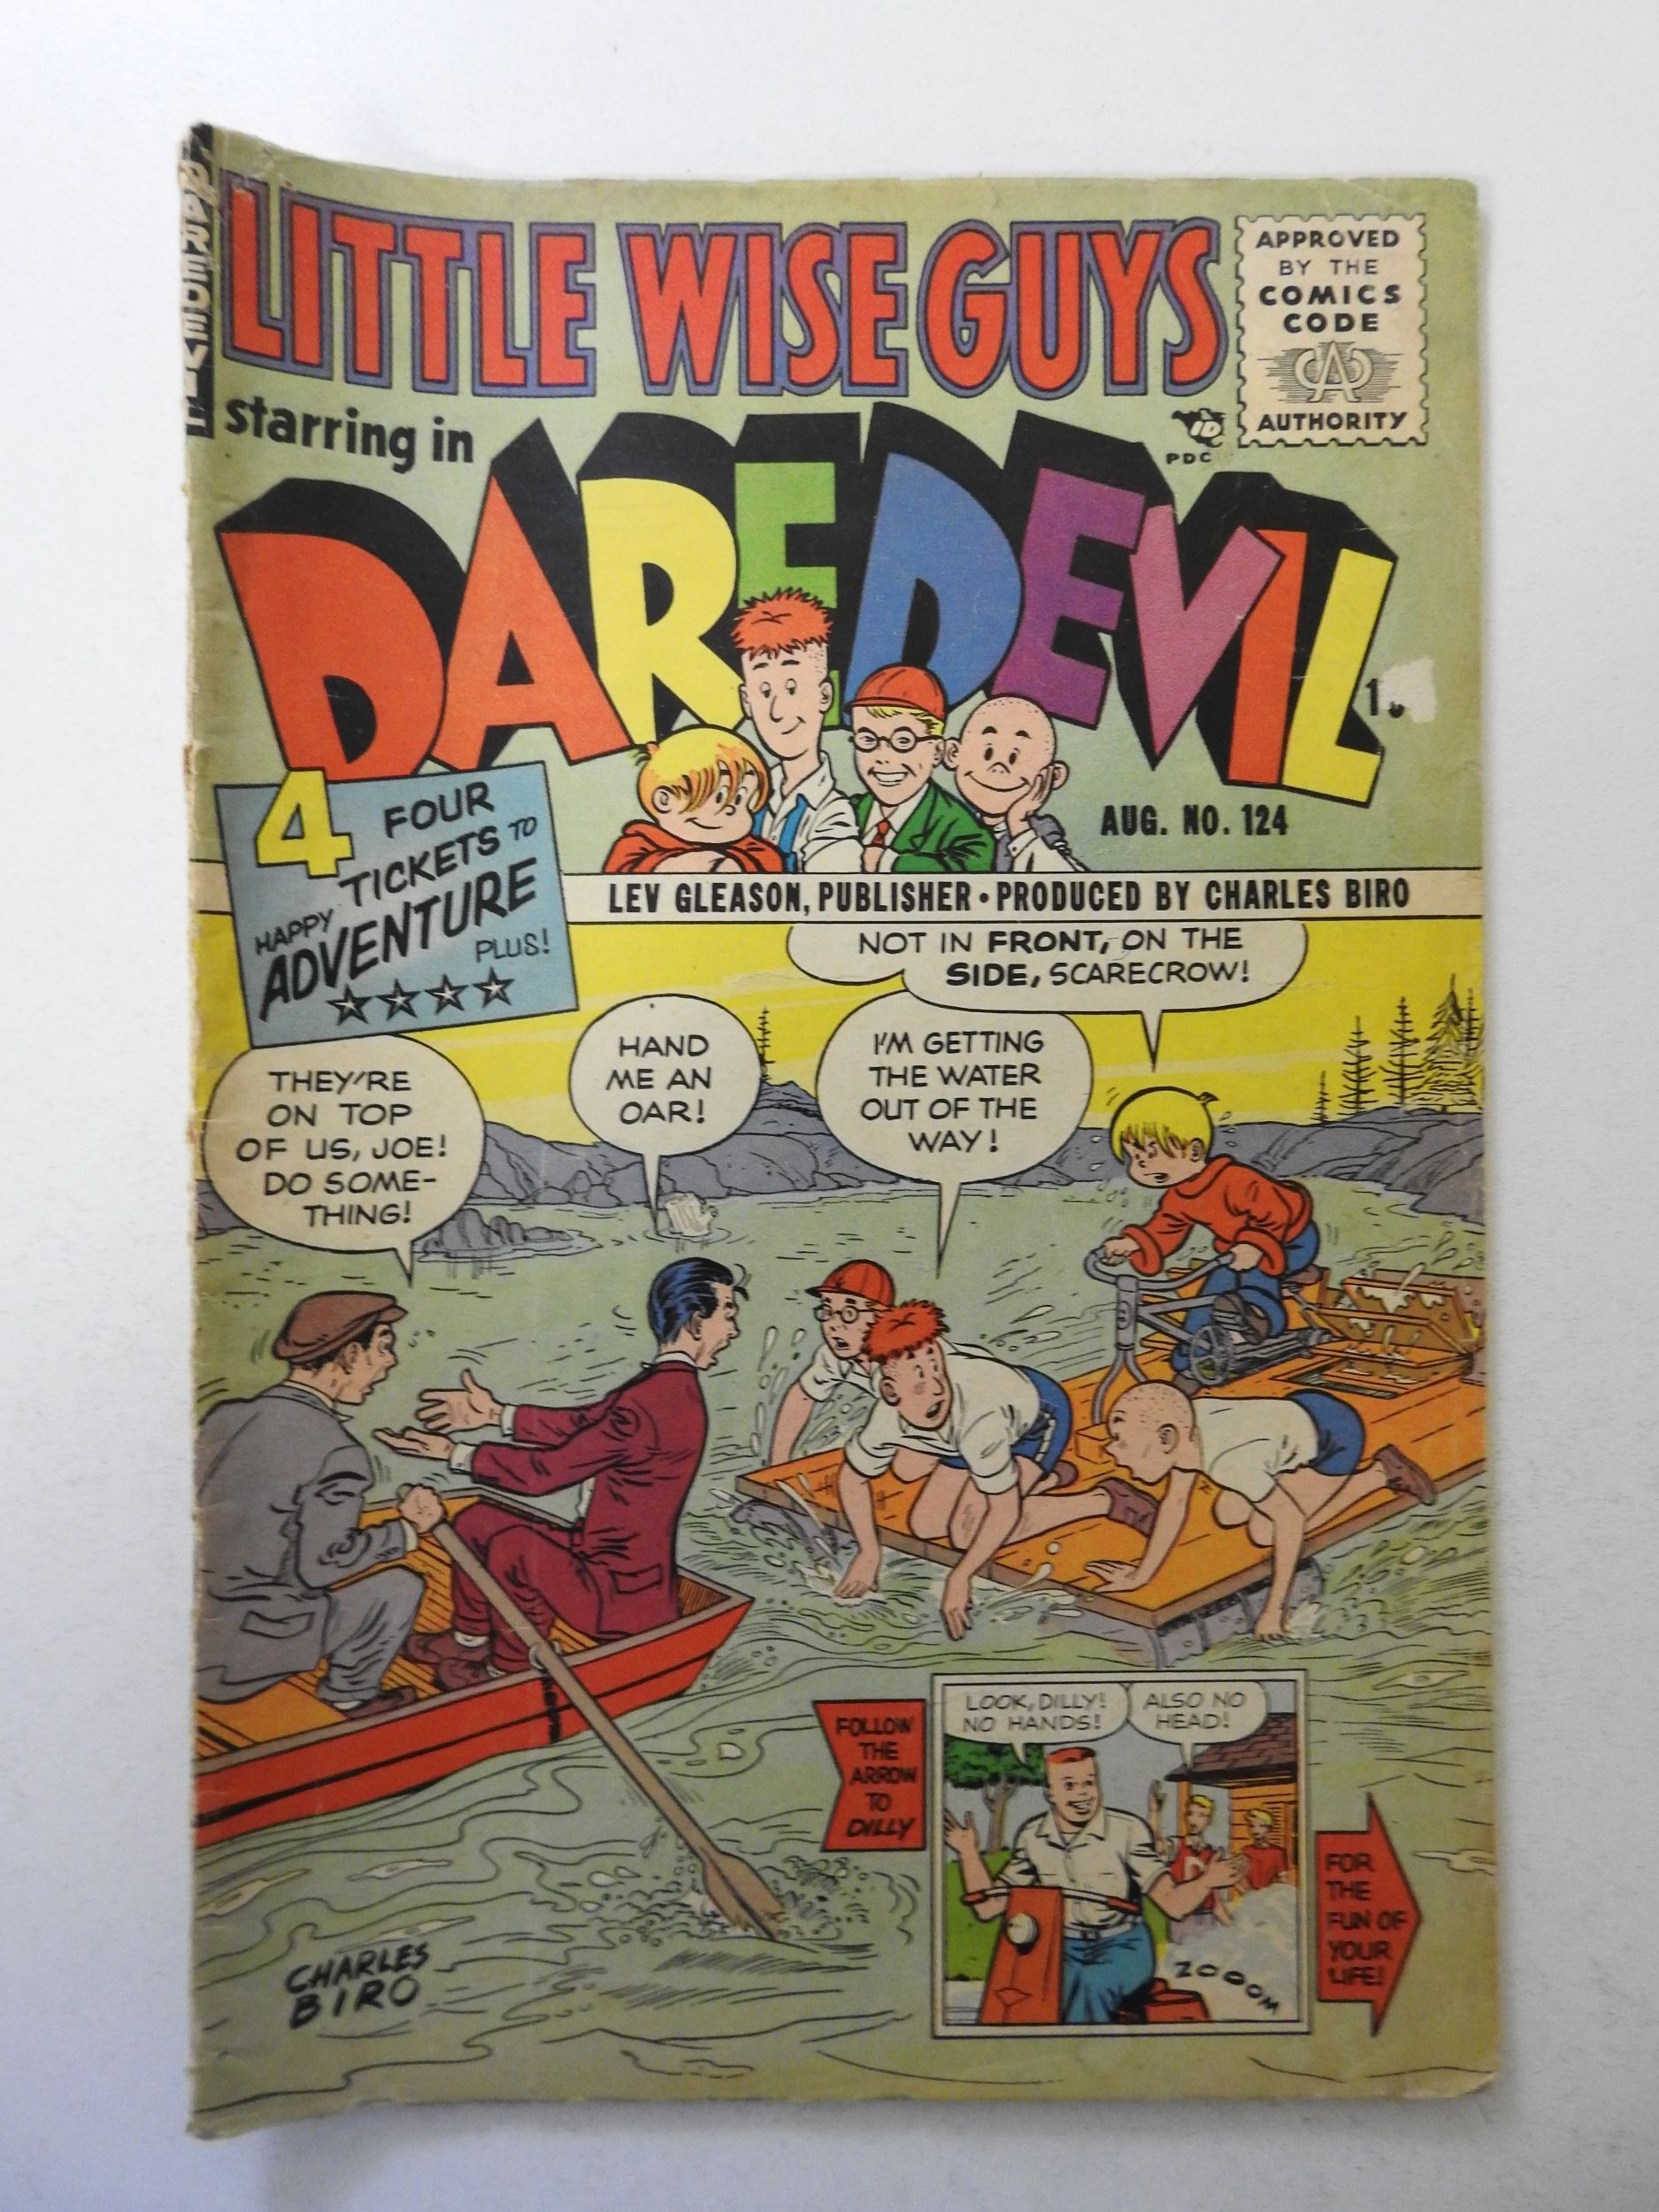 DAREDEVIL
LITTLE WISE GUYS
APPROVED
BY THE
COMICS
CODE
AUTHORITY
starring in
PDC
DAREDEVIL
4 FOUR
TICKETS TO
HAPPY
ADVENTURE
PLUS!
AUG. NO. 124
LEV GLEASON, PUBLISHER • PRODUCED BY CHARLES BIRO
NOT IN FRONT, ON THE
SIDE, SCARECROW!
THEY'RE
ON TOP
OF US, JOE!
DO SOME-
THING!
HAND
ME AN
OAR!
I'M GETTING
THE WATER
OUT OF THE
WAY!
FOLLOW
THE
ARROW
TO
DILLY
LOOK, DILLY!
NO HANDS!
ALSO NO
HEAD!
D
ZOOOM
FOR
THE
FUN OF
YOUR
LIFE!
CHARLES
BIRO